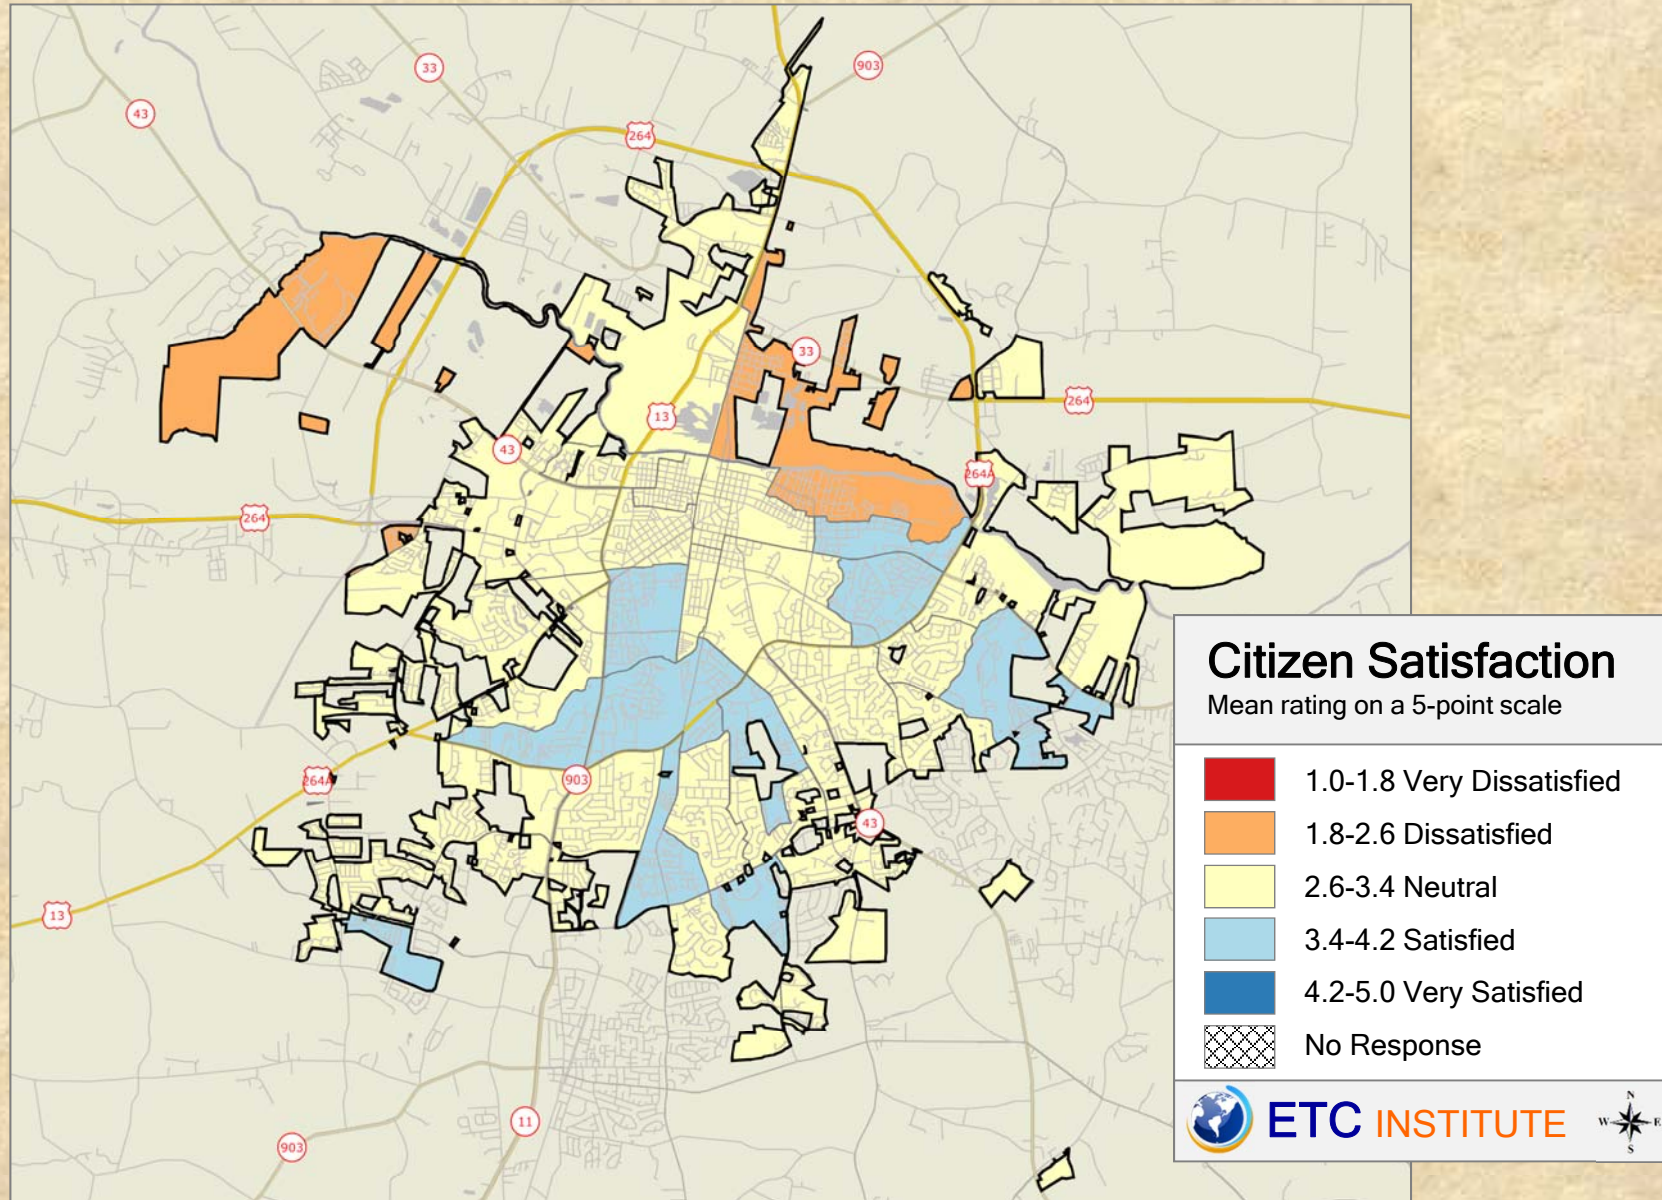 903
33
43
264
33
264
13
43
264A
264
903
264A
43
13
11
903
Citizen Satisfaction
Mean rating on a 5-point scale
1.0-1.8 Very Dissatisfied
1.8-2.6 Dissatisfied
2.6-3.4 Neutral
3.4-4.2 Satisfied
4.2-5.0 Very Satisfied
No Response
ETC INSTITUTE
N
W E
S